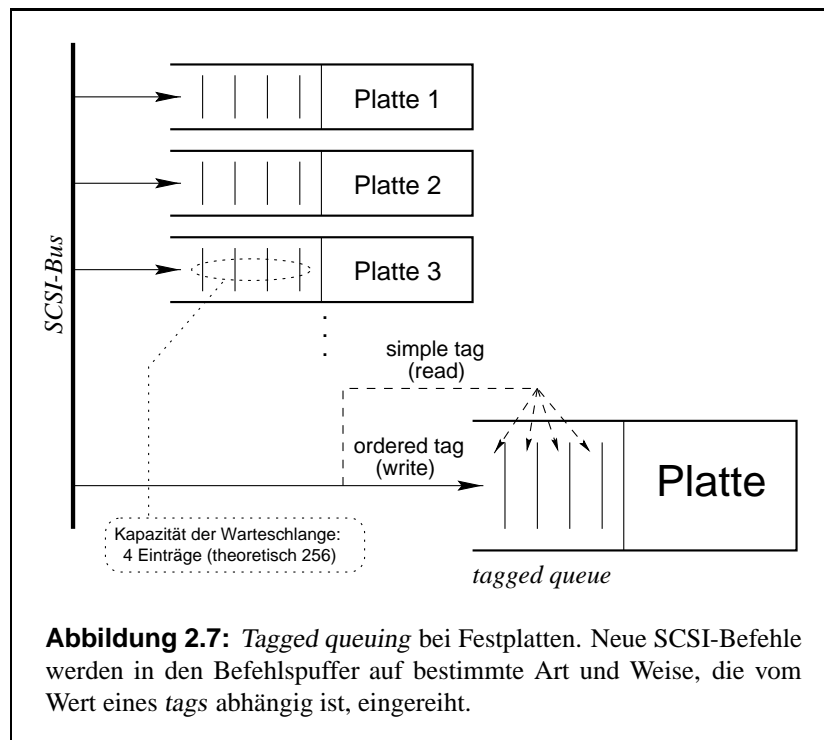 Platte 1
Platte 2
Platte 3
SCSI-Bus
simple tag
(read)
ordered tag
(write)
Platte
Kapazität der Warteschlange:
4 Einträge (theoretisch 256)
tagged queue
Abbildung 2.7: Tagged queuing bei Festplatten. Neue SCSI-Befehle
werden in den Befehlspuffer auf bestimmte Art und Weise, die vom
Wert eines tags abhängig ist, eingereiht.